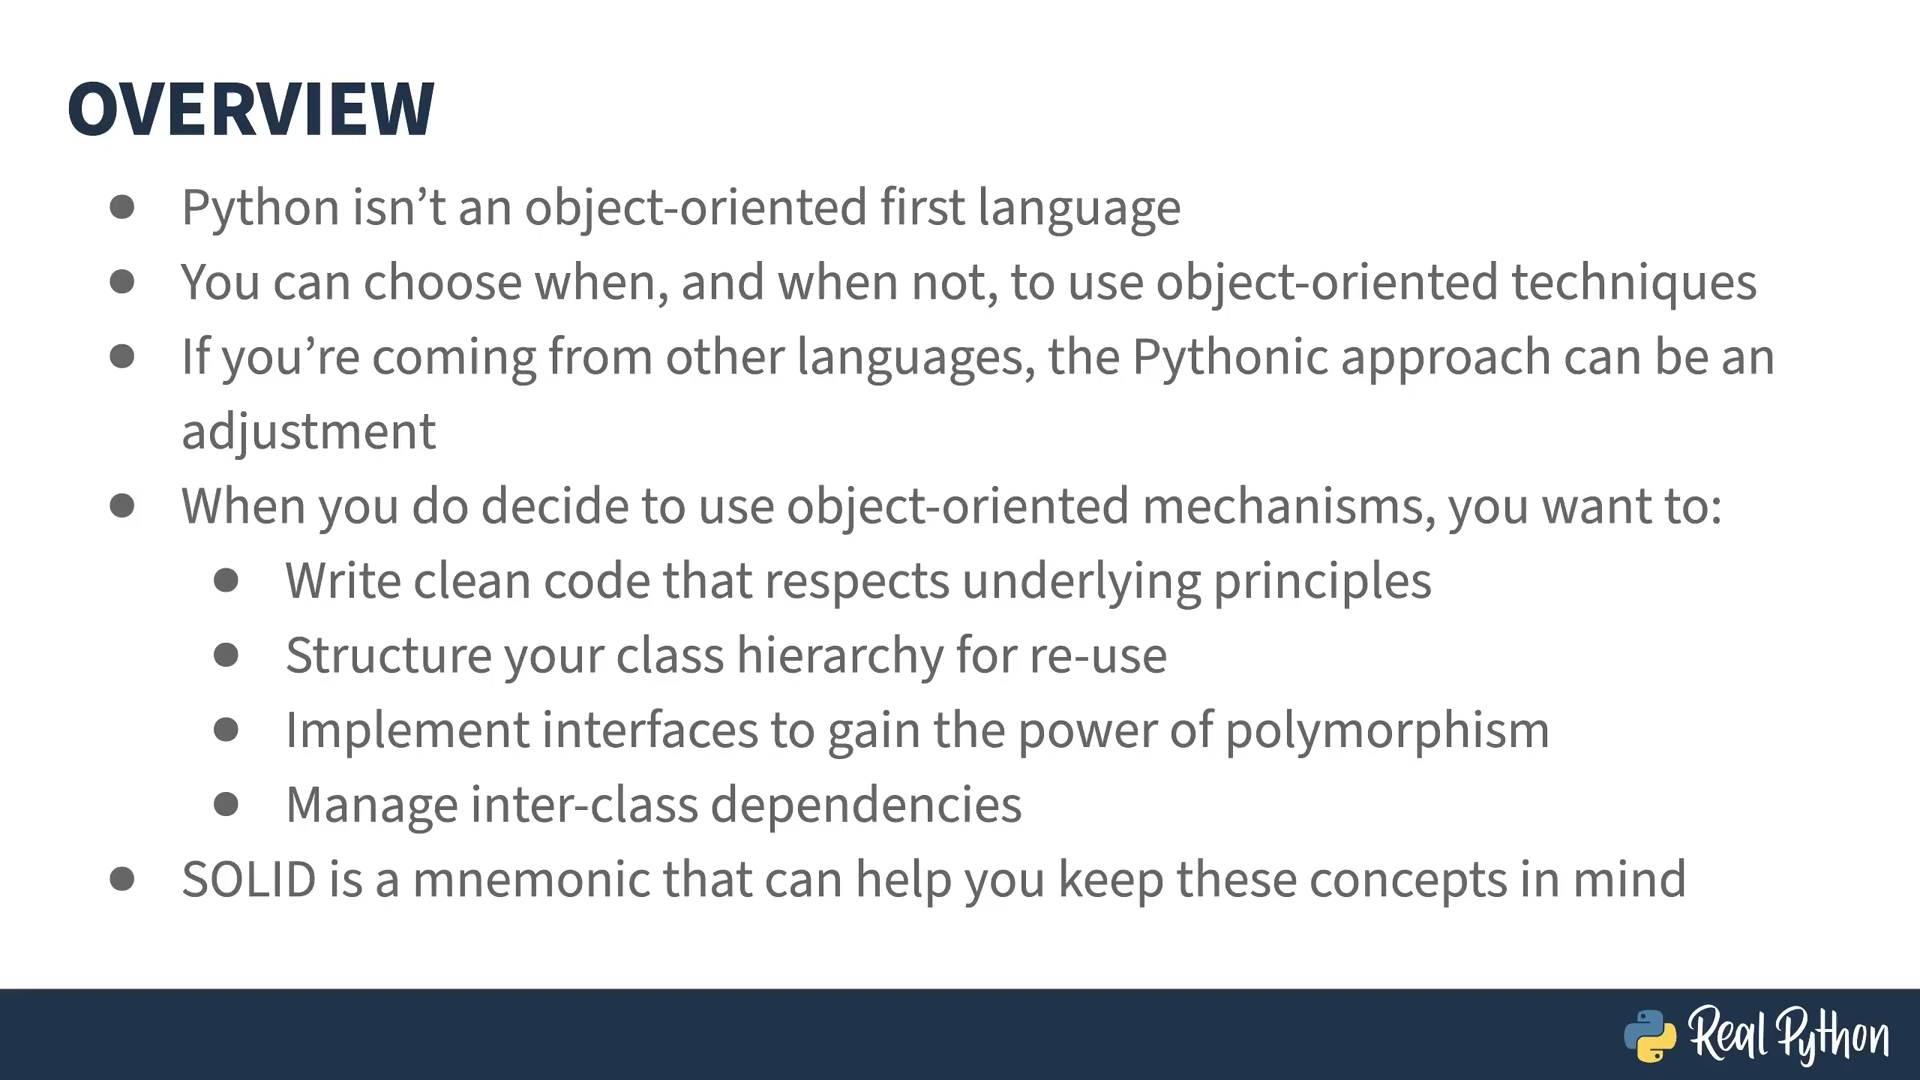 OVERVIEW
● Python isn’t an object-oriented first language
● You can choose when, and when not, to use object-oriented techniques
● If you’re coming from other languages, the Pythonic approach can be an
adjustment
● When you do decide to use object-oriented mechanisms, you want to:
● Write clean code that respects underlying principles
● Structure your class hierarchy for re-use
● Implement interfaces to gain the power of polymorphism
● Manage inter-class dependencies
● SOLID is a mnemonic that can help you keep these concepts in mind
Real Python